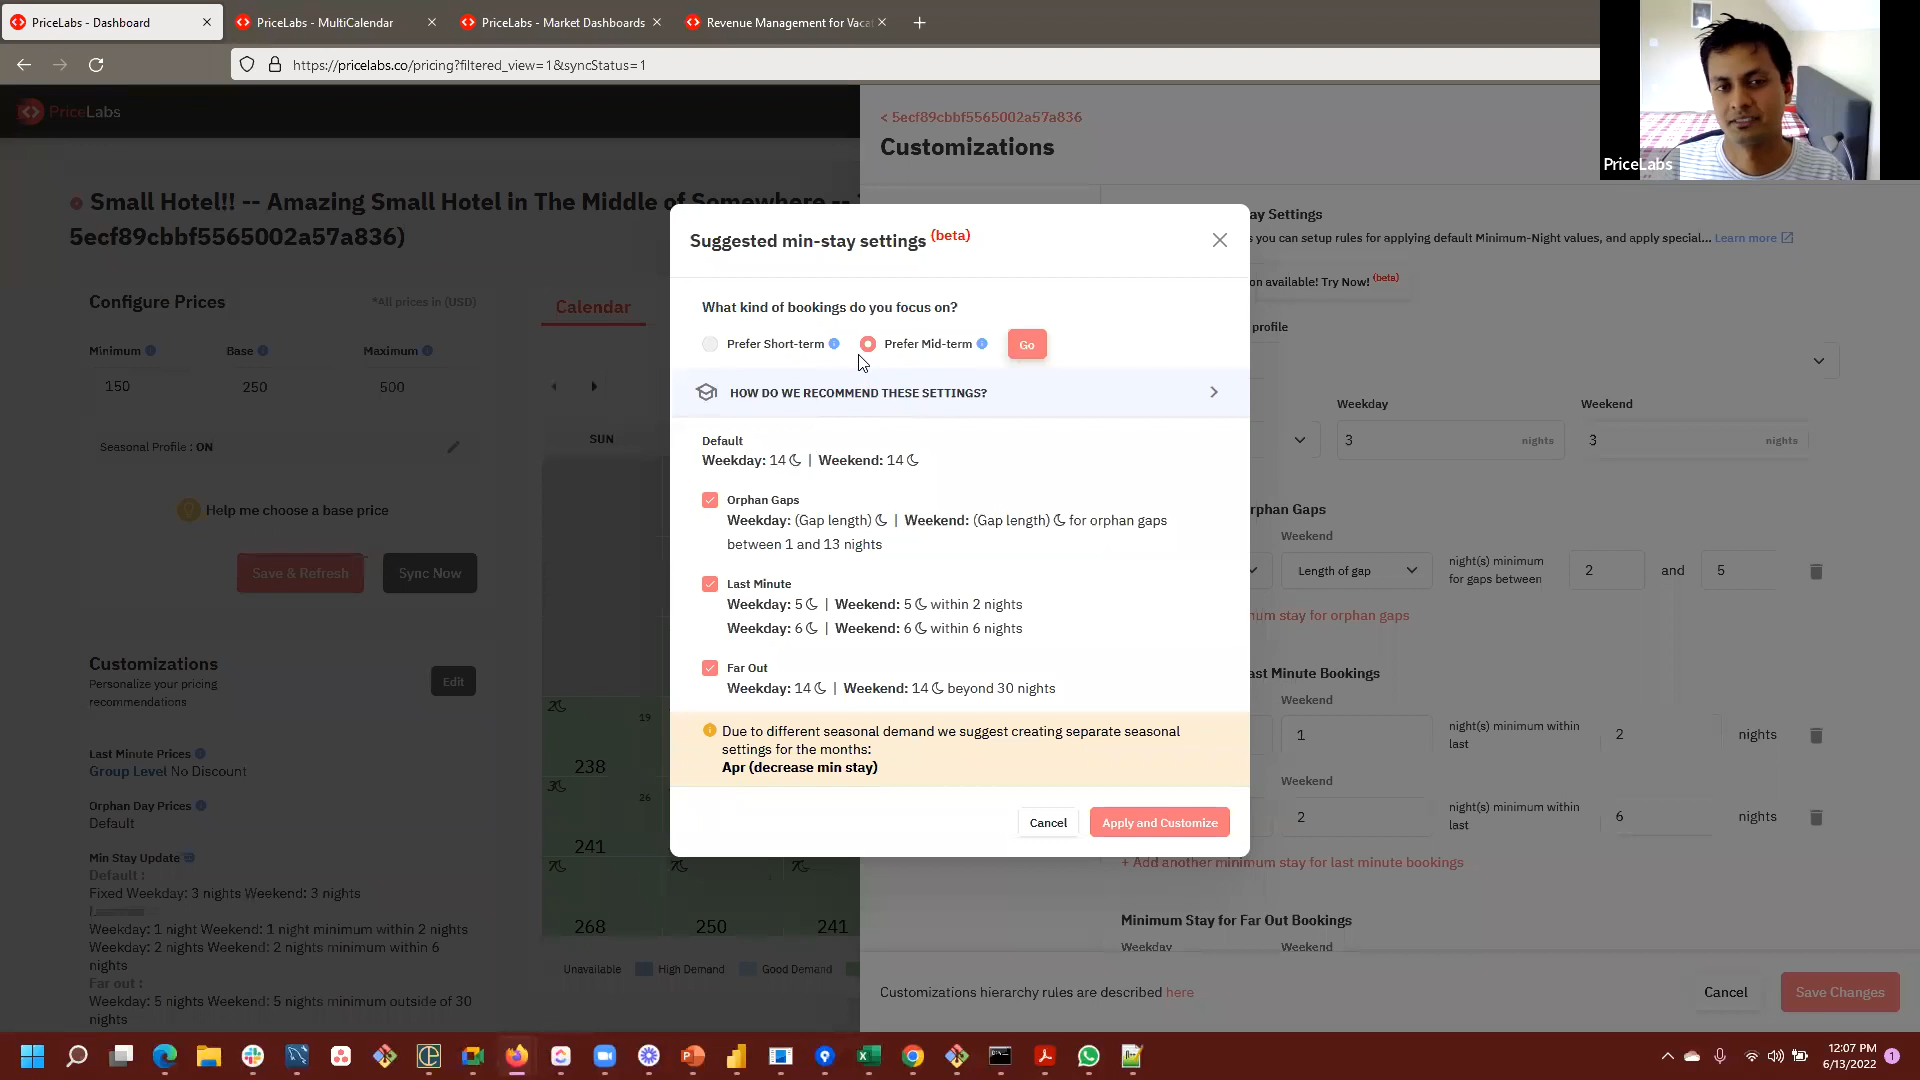 PriceLabs - Dashboard
PriceLabs - MultiCalendar
PriceLabs - Market Dashboards
Revenue Management for Vacat
https://pricelabs.co/pricing?filtered_view=1&syncStatus=1
PriceLabs
Small Hotel!! -- Amazing Small Hotel in The Middle of Somewhere --
5ecf89cbbf5565002a57a836)
Configure Prices
*All prices in (USD)
Minimum
Base
Maximum
150
250
500
Seasonal Profile : ON
Help me choose a base price
Save & Refresh
Sync Now
Customizations
Personalize your pricing
recommendations
Edit
Last Minute Prices
Group Level No Discount
Orphan Day Prices
Default
Min Stay Update
Default :
Fixed Weekday: 3 nights Weekend: 3 nights
Weekday: 1 night Weekend: 1 night minimum within 2 nights
Weekday: 2 nights Weekend: 2 nights minimum within 6
nights
Far out :
Weekday: 5 nights Weekend: 5 nights minimum outside of 30
nights
Calendar
SUN
2
19
238
3
26
241
7
7
7
268
250
241
Unavailable
High Demand
Good Demand
Suggested min-stay settings (beta)
What kind of bookings do you focus on?
Prefer Short-term
Prefer Mid-term
Go
HOW DO WE RECOMMEND THESE SETTINGS?
Default
Weekday: 14 | Weekend: 14
Orphan Gaps
Weekday: (Gap length) | Weekend: (Gap length) for orphan gaps
between 1 and 13 nights
Last Minute
Weekday: 5 | Weekend: 5 within 2 nights
Weekday: 6 | Weekend: 6 within 6 nights
Far Out
Weekday: 14 | Weekend: 14 beyond 30 nights
Due to different seasonal demand we suggest creating separate seasonal
settings for the months:
Apr (decrease min stay)
Cancel
Apply and Customize
< 5ecf89cbbf5565002a57a836
Customizations
ay Settings
s you can setup rules for applying default Minimum-Night values, and apply special... Learn more
on available! Try Now! (beta)
profile
Weekday
Weekend
3
nights
3
nights
rphan Gaps
Weekend
Length of gap
night(s) minimum
for gaps between
2
and
5
num stay for orphan gaps
ast Minute Bookings
Weekend
1
night(s) minimum within
last
2
nights
Weekend
2
night(s) minimum within
last
6
nights
+ Add another minimum stay for last minute bookings
Minimum Stay for Far Out Bookings
Weekday
Weekend
Customizations hierarchy rules are described here
Cancel
Save Changes
PriceLabs
12:07 PM
6/13/2022
1